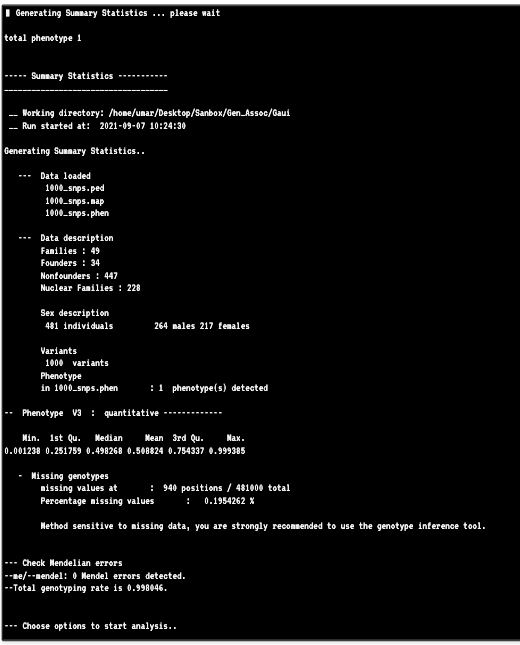 Generating Summary Statistics ... please wait
total phenotype 1
----- Summary Statistics -----------
____________________________________
__ Working directory: /home/umar/Desktop/Sanbox/Gen_Assoc/Gaui
__ Run started at:  2021-09-07 10:24:30
Generating Summary Statistics..
---  Data loaded
1000_snps.ped
1000_snps.map
1000_snps.phen
---  Data description
Families : 49
Founders : 34
Nonfounders : 447
Nuclear Families : 228
Sex description
481 individuals         264 males 217 females
Variants
1000  variants
Phenotype
in 1000_snps.phen       : 1  phenotype(s) detected
--  Phenotype  V3  :  quantitative -------------
Min.  1st Qu.   Median     Mean  3rd Qu.     Max.
0.001238 0.251759 0.498268 0.508824 0.754337 0.999385
-  Missing genotypes
missing values at       :  940 positions / 481000 total
Percentage missing values       :   0.1954262 %
Method sensitive to missing data, you are strongly recommended to use the genotype inference tool.
--- Check Mendelian errors
--me/--mendel: 0 Mendel errors detected.
--Total genotyping rate is 0.998046.
--- Choose options to start analysis..